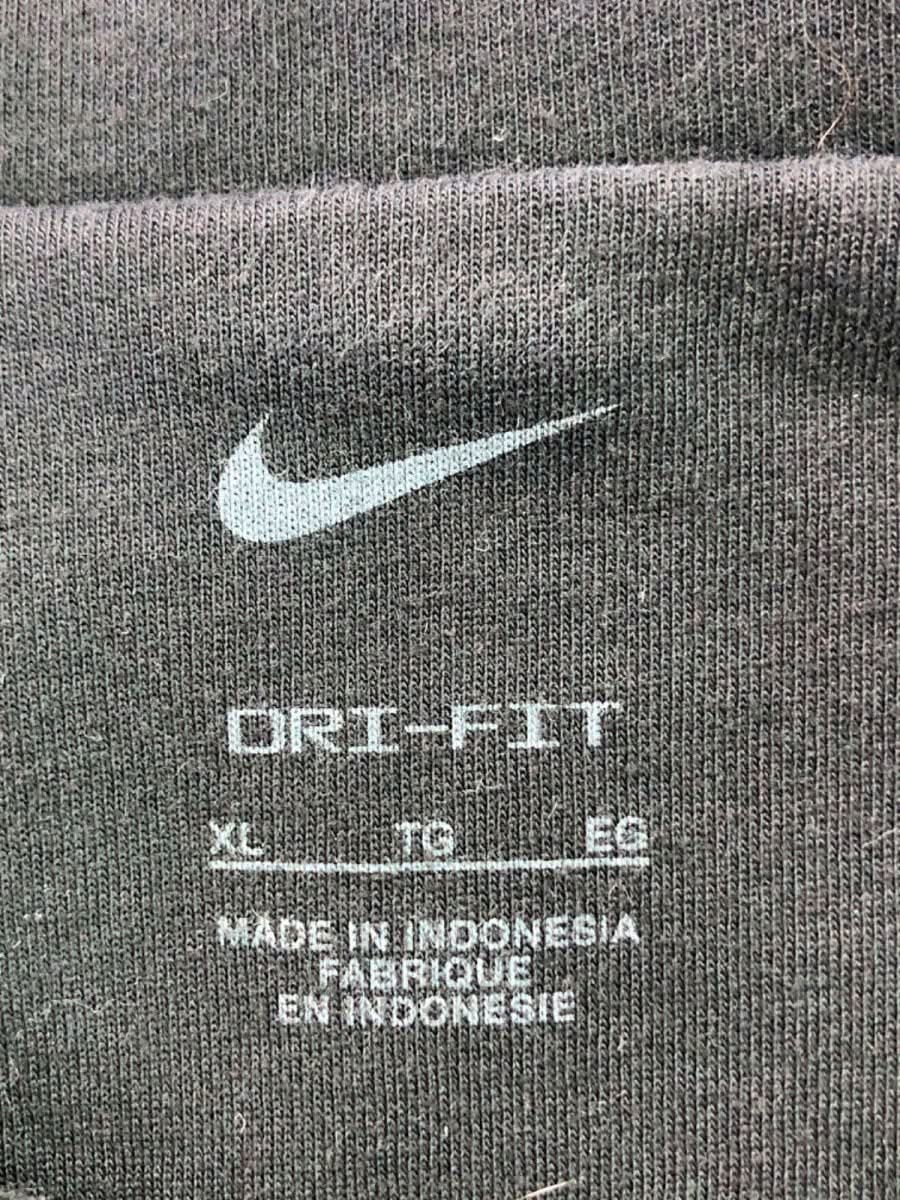 DRI-FIT
XL TG EG
MADE IN INDONESIA
FABRIQUE
EN INDONESIE